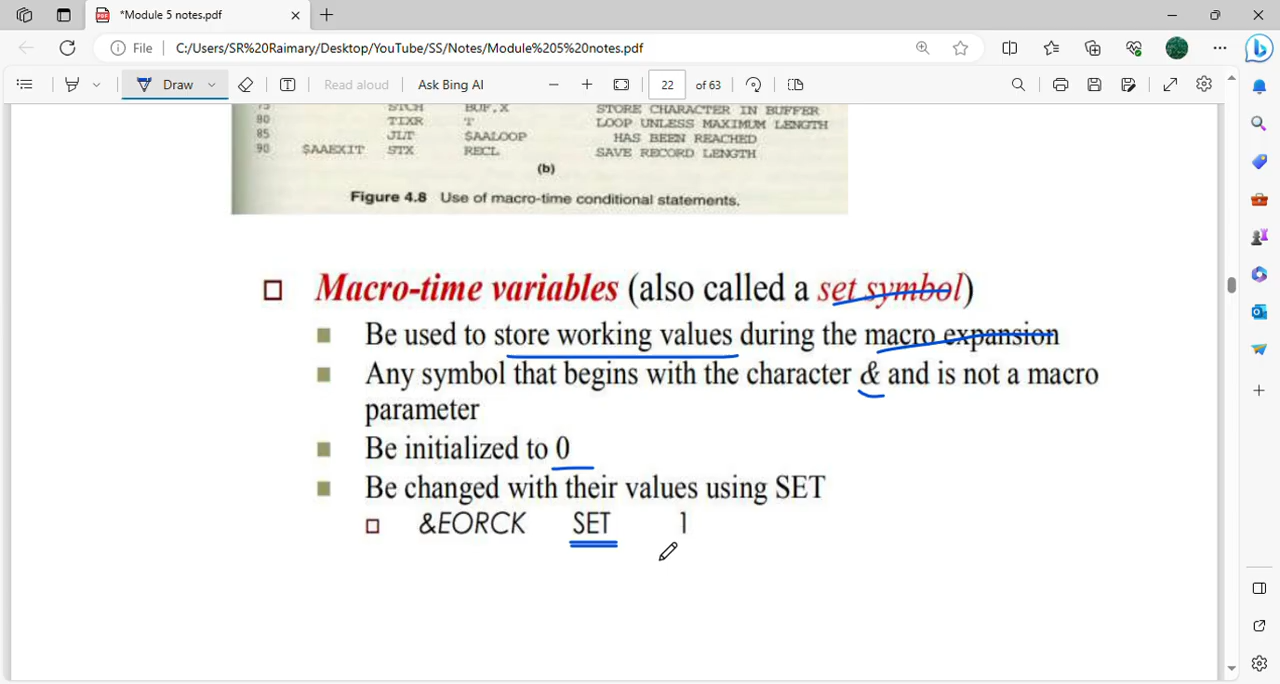 *Module 5 notes.pdf
File
C:/Users/SR%20Raimary/Desktop/YouTube/SS/Notes/Module%205%20notes.pdf
Draw
Read aloud
Ask Bing AI
22
of 63
75 STCH BUF,X STORE CHARACTER IN BUFFER
80 TIXR T LOOP UNLESS MAXIMUM LENGTH
85 JLT $AALOOP HAS BEEN REACHED
90 $AAEXIT STX RECL SAVE RECORD LENGTH
(b)
Figure 4.8 Use of macro-time conditional statements.
Macro-time variables (also called a set symbol)
Be used to store working values during the macro expansion
Any symbol that begins with the character & and is not a macro
parameter
Be initialized to 0
Be changed with their values using SET
&EORCK SET 1